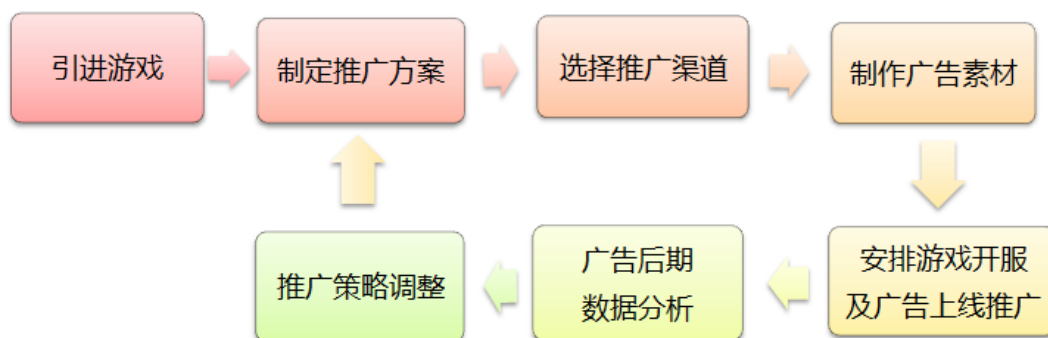 引进游戏
制定推广方案
选择推广渠道
制作广告素材
安排游戏开服
及广告上线推广
广告后期
数据分析
推广策略调整